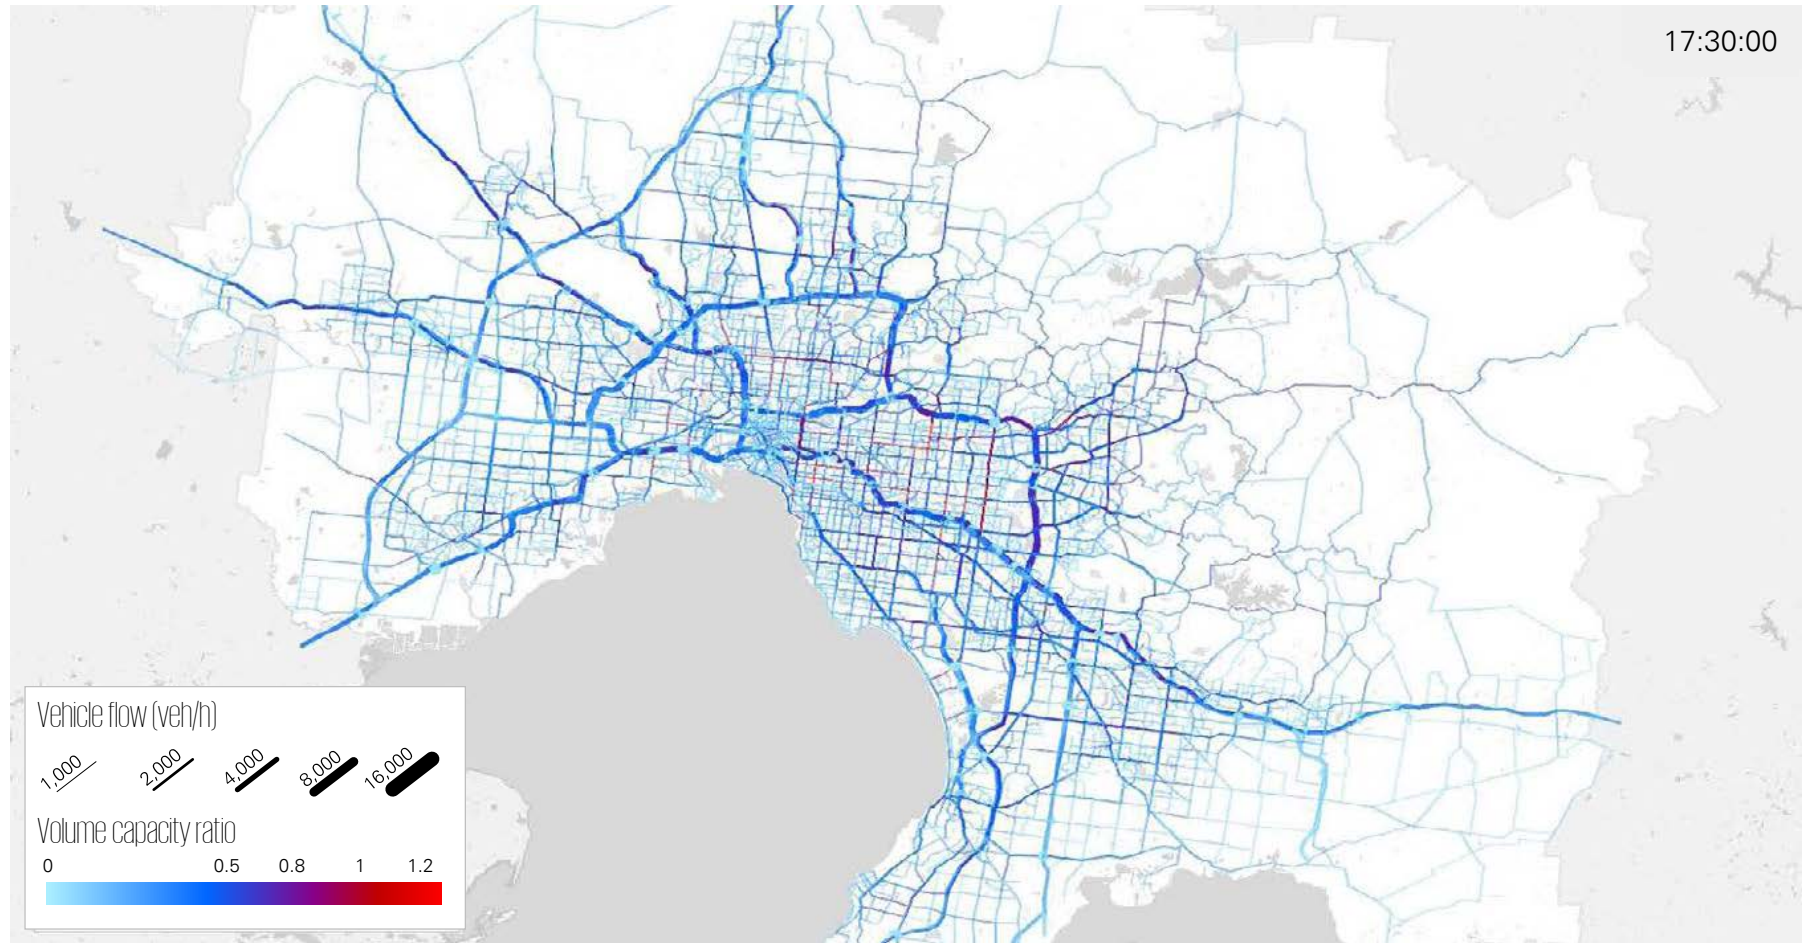 17:30:00
Vehicle flow (veh/h)
1,000 2,000 4,000 8,000 16,000
Volume capacity ratio
0 0.5 0.8 1 1.2